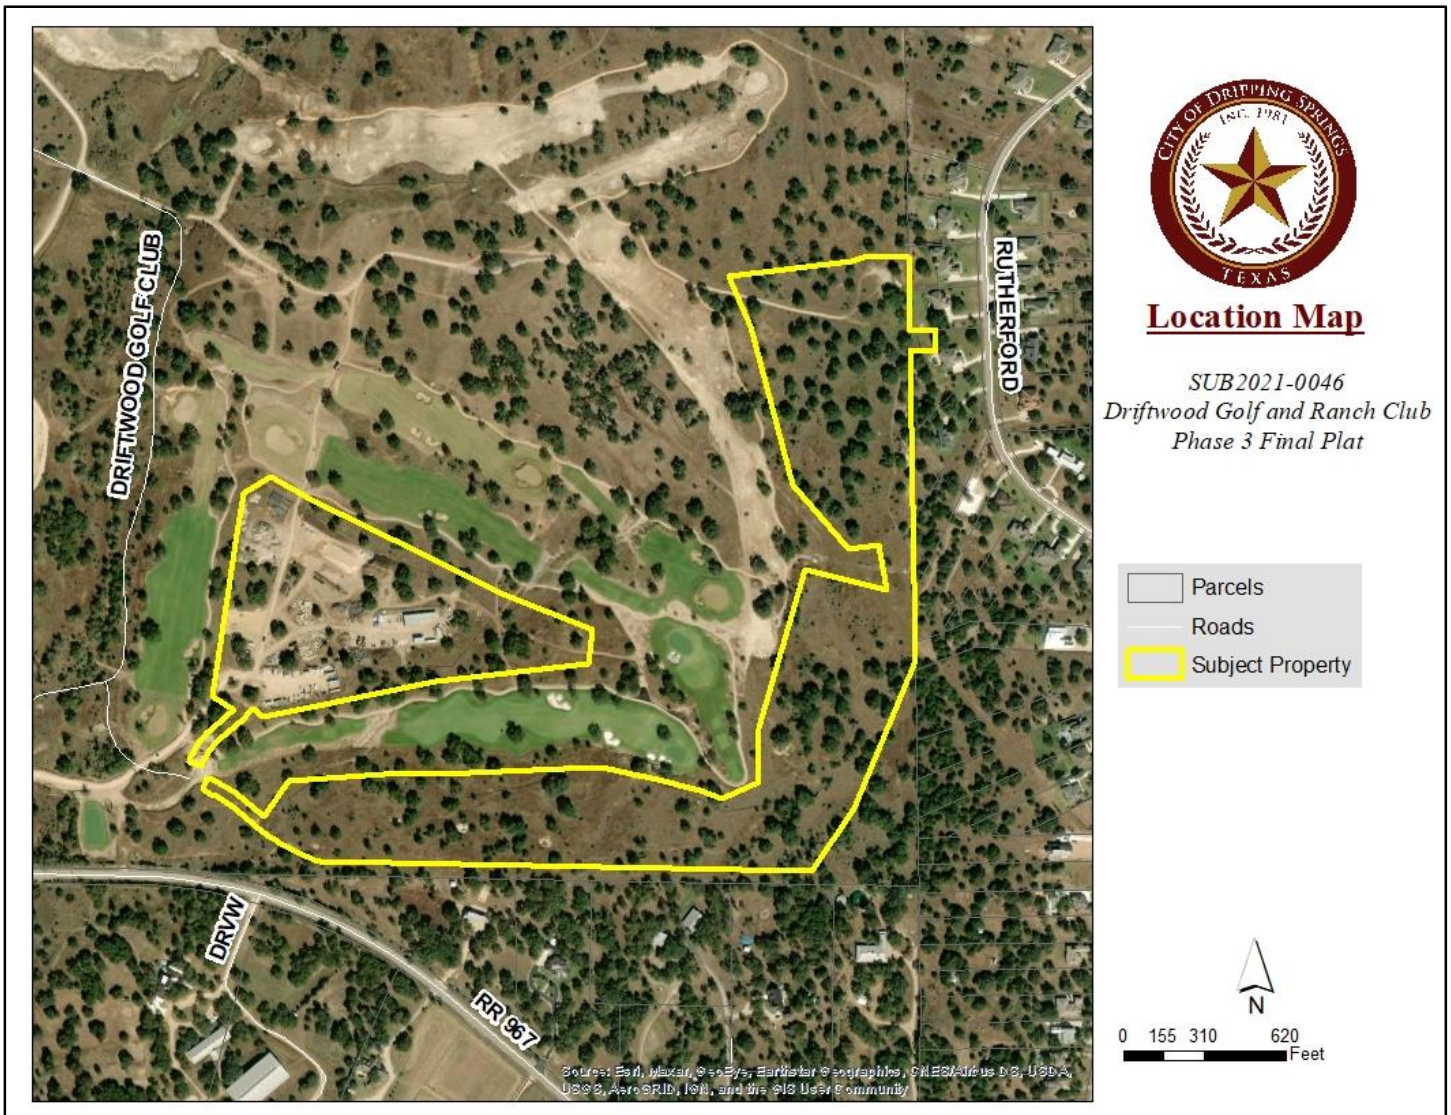 CITY OF DRIPPING SPRINGS
INC. 1981
TEXAS
Location Map
SUB2021-0046
Driftwood Golf and Ranch Club
Phase 3 Final Plat
DRIFTWOOD GOLF CLUB
RUTHERFORD
Parcels
Roads
Subject Property
DRVW
RR 967
N
0 155 310 620
Feet
Source: Esri, Maxar, GeoEye, Earthstar Geographics, CNES/Airbus DS, USDA,
USGS, AeroGRID, IGN, and the GIS User Community